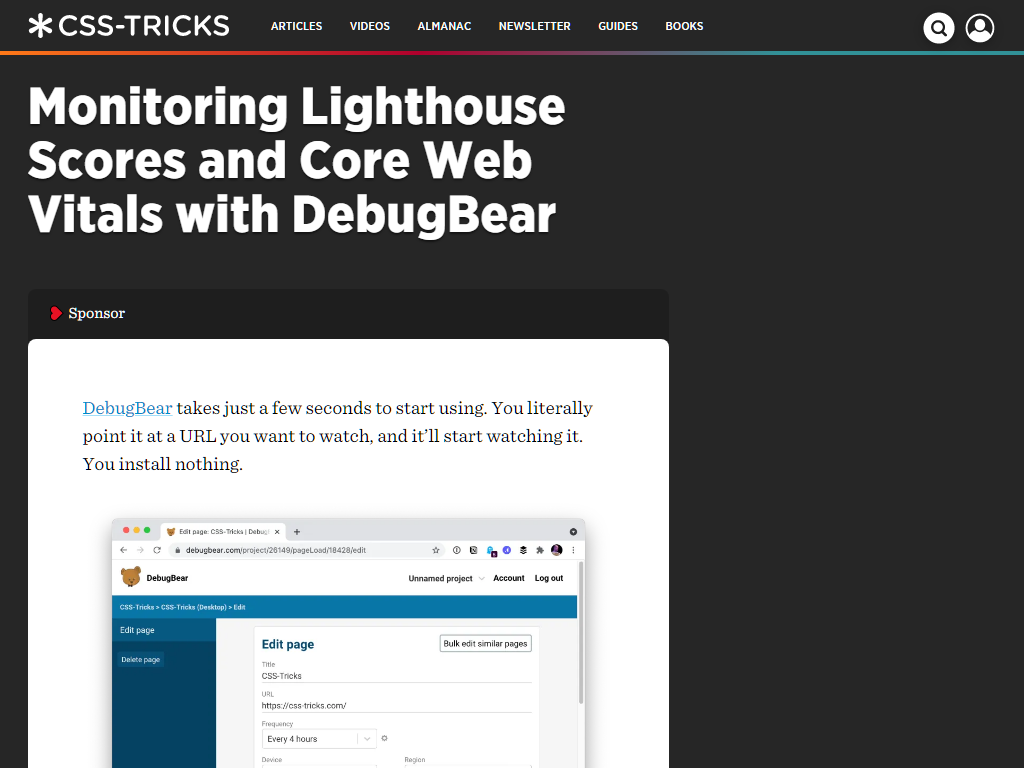 CSS-TRICKS
ARTICLES VIDEOS ALMANAC NEWSLETTER GUIDES BOOKS
Monitoring Lighthouse
Scores and Core Web
Vitals with DebugBear
Sponsor
DebugBear takes just a few seconds to start using. You literally
point it at a URL you want to watch, and it’ll start watching it.
You install nothing.
Edit page: CSS-Tricks | Debug
debugbear.com/project/26149/pageLoad/18428/edit
DebugBear
Unnamed project Account Log out
CSS-Tricks > CSS-Tricks (Desktop) > Edit
Edit page
Delete page
Edit page
Bulk edit similar pages
Title
CSS-Tricks
URL
https://css-tricks.com/
Frequency
Every 4 hours
Device Region